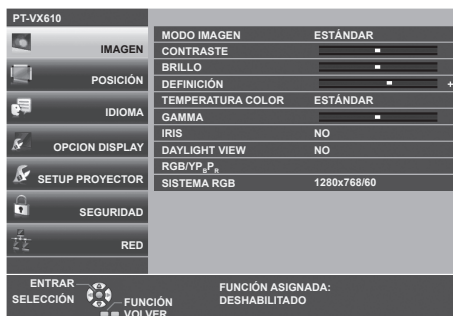 PT-VX610
IMAGEN
POSICIÓN
IDIOMA
OPCION DISPLAY
SETUP PROYECTOR
SEGURIDAD
RED
MODO IMAGEN ESTÁNDAR
CONTRASTE
BRILLO
DEFINICIÓN +
TEMPERATURA COLOR ESTÁNDAR
GAMMA
IRIS NO
DAYLIGHT VIEW NO
RGB/YPBPR
SISTEMA RGB 1280x768/60
ENTRAR
SELECCIÓN
FUNCIÓN
VOLVER
FUNCIÓN ASIGNADA:
DESHABILITADO